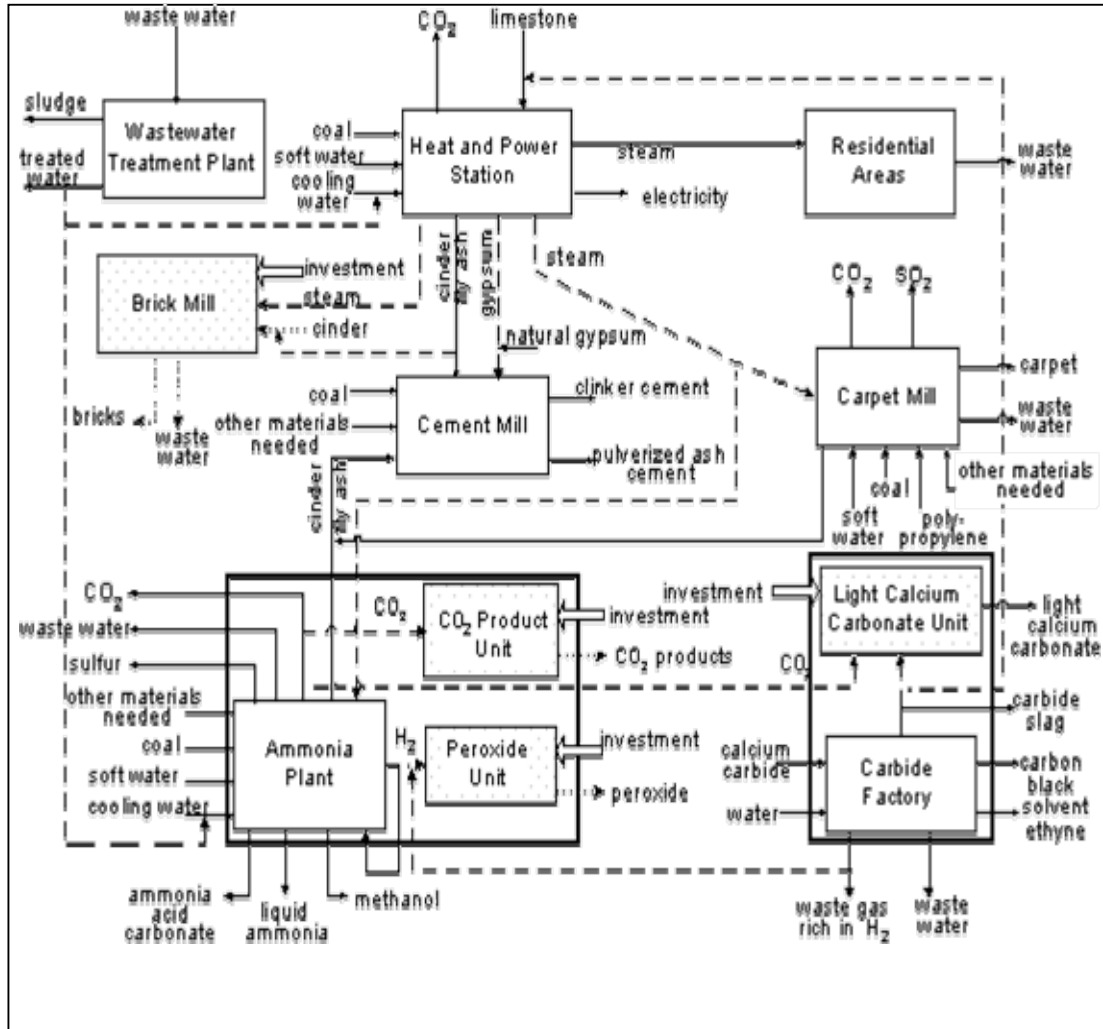 waste water
CO₂
limestone
sludge
Wastewater
Treatment Plant
treated
water
coal
soft water
cooling
water
Heat and Power
Station
steam
electricity
Residential
Areas
waste
water
Brick Mill
investment
steam
cinder
cinder
fly ash
gypsum
steam
natural gypsum
CO₂
SO₂
bricks
waste
water
coal
other materials
needed
Cement Mill
clinker cement
pulverized ash
cement
Carpet Mill
carpet
waste
water
other materials
needed
coal
soft
water
poly-
propylene
cinder
fly ash
CO₂
waste water
sulfur
other materials
needed
coal
soft water
cooling water
CO₂
CO₂ Product
Unit
investment
CO₂ products
investment
Light Calcium
Carbonate Unit
light
calcium
carbonate
CO₂
Ammonia
Plant
H₂
Peroxide
Unit
investment
peroxide
calcium
carbide
water
Carbide
Factory
carbide
slag
carbon
black
solvent
ethyne
ammonia
acid
carbonate
liquid
ammonia
methanol
waste gas
rich in H₂
waste
water